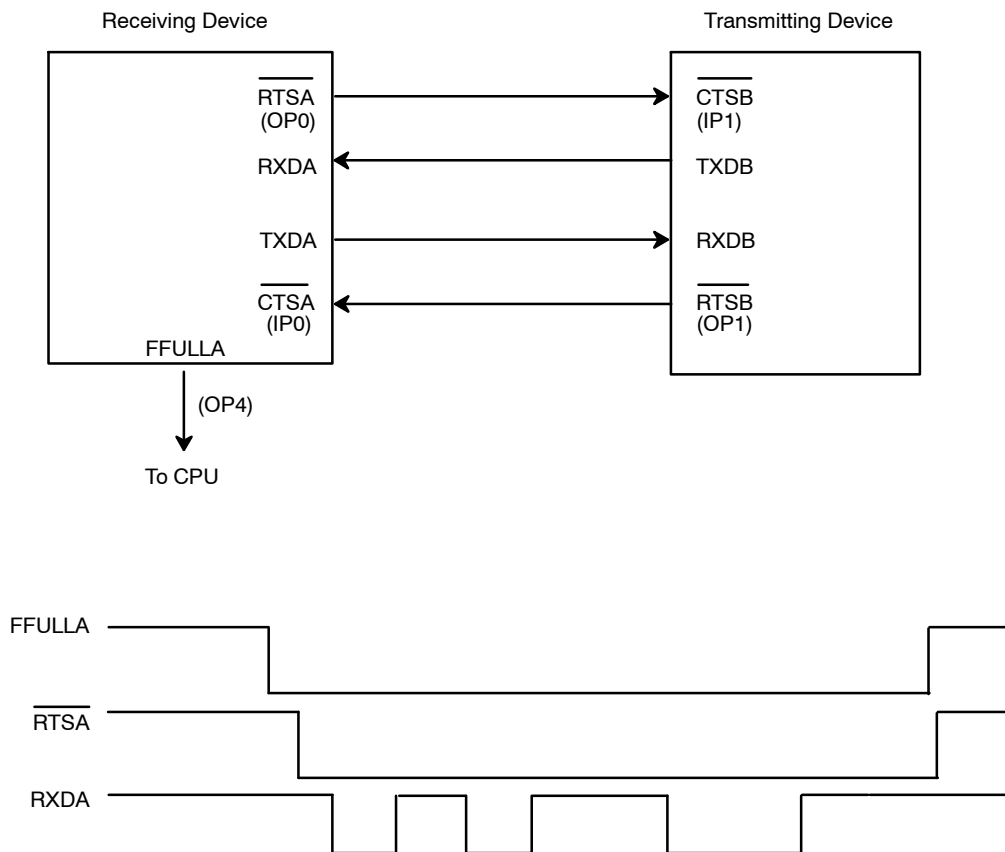 Receiving Device
Transmitting Device
RTSA
(OP0)
CTSB
(IP1)
RXDA
TXDB
TXDA
RXDB
CTSA
(IP0)
RTSB
(OP1)
FFULLA
(OP4)
To CPU
FFULLA
RTSA
RXDA